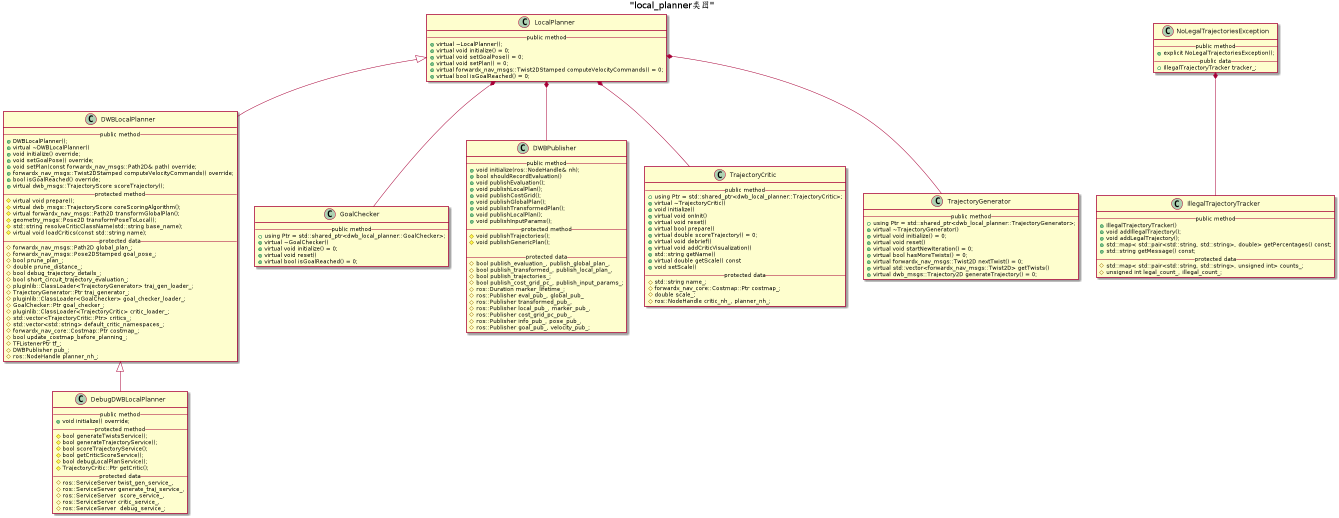 "local_planner类图"
LocalPlanner
public method
virtual ~LocalPlanner();
virtual void initialize() = 0;
virtual void setGoalPose() = 0;
virtual void setPlan() = 0;
virtual forwardx_nav_msgs::Twist2DStamped computeVelocityCommands() = 0;
virtual bool isGoalReached() = 0;
NoLegalTrajectoriesException
public method
explicit NoLegalTrajectoriesException();
public data
IllegalTrajectoryTracker tracker_;
DWBLocalPlanner
public method
DWBLocalPlanner();
virtual ~DWBLocalPlanner()
void initialize() override;
void setGoalPose() override;
void setPlan(const forwardx_nav_msgs::Path2D& path) override;
forwardx_nav_msgs::Twist2DStamped computeVelocityCommands() override;
bool isGoalReached() override;
virtual dwb_msgs::TrajectoryScore scoreTrajectory();
protected method
virtual void prepare();
virtual dwb_msgs::TrajectoryScore coreScoringAlgorithm();
virtual forwardx_nav_msgs::Path2D transformGlobalPlan();
geometry_msgs::Pose2D transformPoseToLocal();
std::string resolveCriticClassName(std::string base_name);
virtual void loadCritics(const std::string name);
protected data
forwardx_nav_msgs::Path2D global_plan_;
forwardx_nav_msgs::Pose2DStamped goal_pose_;
bool prune_plan_;
double prune_distance_;
bool debug_trajectory_details_;
bool short_circuit_trajectory_evaluation_;
pluginlib::ClassLoader<TrajectoryGenerator> traj_gen_loader_;
TrajectoryGenerator::Ptr traj_generator_;
pluginlib::ClassLoader<GoalChecker> goal_checker_loader_;
GoalChecker::Ptr goal_checker_;
pluginlib::ClassLoader<TrajectoryCritic> critic_loader_;
std::vector<TrajectoryCritic::Ptr> critics_;
std::vector<std::string> default_critic_namespaces_;
forwardx_nav_core::Costmap::Ptr costmap_;
bool update_costmap_before_planning_;
TFListenerPtr tf_;
DWBPublisher pub_;
ros::NodeHandle planner_nh_;
GoalChecker
public method
using Ptr = std::shared_ptr<dwb_local_planner::GoalChecker>;
virtual ~GoalChecker()
virtual void initialize() = 0;
virtual void reset()
virtual bool isGoalReached() = 0;
DWBPublisher
public method
void initialize(ros::NodeHandle& nh);
bool shouldRecordEvaluation()
void publishEvaluation();
void publishLocalPlan();
void publishCostGrid();
void publishGlobalPlan();
void publishTransformedPlan();
void publishLocalPlan();
void publishInputParams();
protected method
void publishTrajectories();
void publishGenericPlan();
protected data
bool publish_evaluation_, publish_global_plan_,
bool publish_transformed_, publish_local_plan_,
bool publish_trajectories_
bool publish_cost_grid_pc_, publish_input_params_;
ros::Duration marker_lifetime_;
ros::Publisher eval_pub_, global_pub_
ros::Publisher transformed_pub_,
ros::Publisher local_pub_, marker_pub_,
ros::Publisher cost_grid_pc_pub_,
ros::Publisher info_pub_, pose_pub_,
ros::Publisher goal_pub_, velocity_pub_;
TrajectoryCritic
public method
using Ptr = std::shared_ptr<dwb_local_planner::TrajectoryCritic>;
virtual ~TrajectoryCritic()
void initialize()
virtual void onInit()
virtual void reset()
virtual bool prepare()
virtual double scoreTrajectory() = 0;
virtual void debrief()
virtual void addCriticVisualization()
std::string getName()
virtual double getScale() const
void setScale()
protected data
std::string name_;
forwardx_nav_core::Costmap::Ptr costmap_;
double scale_;
ros::NodeHandle critic_nh_, planner_nh_;
TrajectoryGenerator
public method
using Ptr = std::shared_ptr<dwb_local_planner::TrajectoryGenerator>;
virtual ~TrajectoryGenerator()
virtual void initialize() = 0;
virtual void reset()
virtual void startNewIteration() = 0;
virtual bool hasMoreTwists() = 0;
virtual forwardx_nav_msgs::Twist2D nextTwist() = 0;
virtual std::vector<forwardx_nav_msgs::Twist2D> getTwists()
virtual dwb_msgs::Trajectory2D generateTrajectory() = 0;
IllegalTrajectoryTracker
public method
IllegalTrajectoryTracker()
void addIllegalTrajectory();
void addLegalTrajectory();
std::map< std::pair<std::string, std::string>, double> getPercentages() const;
std::string getMessage() const;
protected data
std::map< std::pair<std::string, std::string>, unsigned int> counts_;
unsigned int legal_count_, illegal_count_;
DebugDWBLocalPlanner
public method
void initialize() override;
protected method
bool generateTwistsService();
bool generateTrajectoryService();
bool scoreTrajectoryService();
bool getCriticScoreService();
bool debugLocalPlanService();
TrajectoryCritic::Ptr getCritic();
protected data
ros::ServiceServer twist_gen_service_,
ros::ServiceServer generate_traj_service_,
ros::ServiceServer score_service_,
ros::ServiceServer critic_service_,
ros::ServiceServer debug_service_;